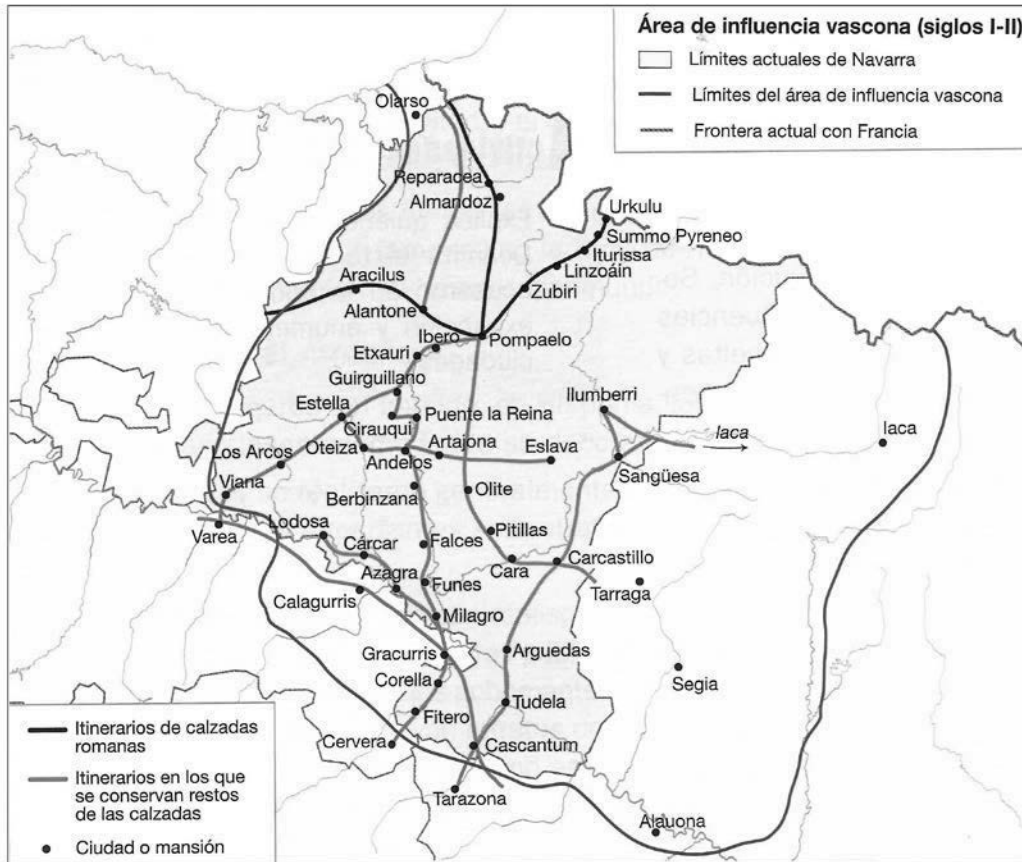 Área de influencia vascona (siglos I-II)
Límites actuales de Navarra
Límites del área de influencia vascona
Frontera actual con Francia
Olarso
Reparacea
Almandoz
Urkulu
Summo Pyreneo
Iturissa
Linzoáin
Zubiri
Aracilus
Alantone
Ibero
Pompaelo
Etxauri
Guirguillano
Ilumberri
Estella
Puente la Reina
Cirauqui
Iaca
Iaca
Oteiza
Artajona
Eslava
Los Arcos
Andelos
Sangüesa
Viana
Berbinzana
Olite
Lodosa
Varea
Pitillas
Cárcar
Falces
Cara
Carcastillo
Azagra
Funes
Tarraga
Calagurris
Milagro
Gracurris
Arguedas
Segia
Corella
Tudela
Fitero
Cervera
Cascantum
Tarazona
Alauona
Itinerarios de calzadas
romanas
Itinerarios en los que
se conservan restos
de las calzadas
Ciudad o mansión